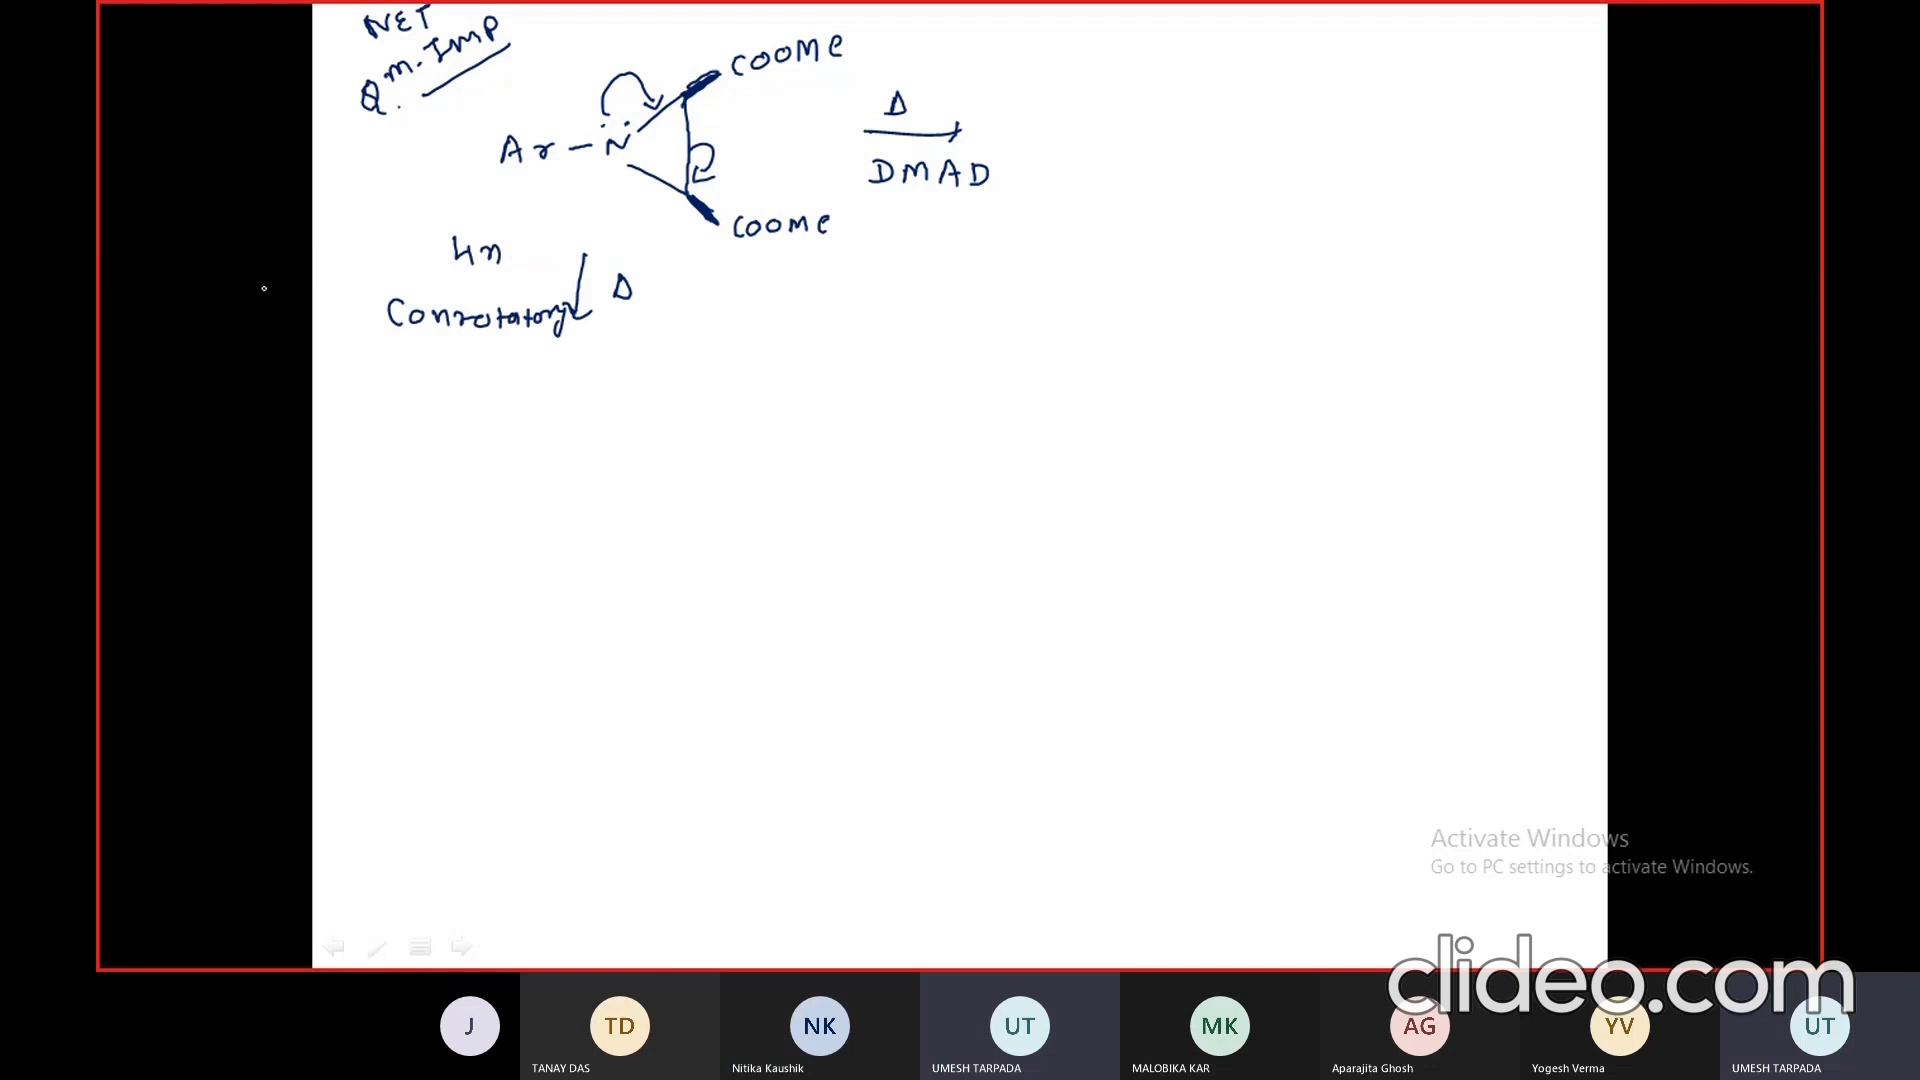 NET
Q. M. Imp
COOMe
Ar - N
Δ
DMAD
COOMe
4n
Conrotatory
Δ
Activate Windows
Go to PC settings to activate Windows.
clideo.com
J
TD
NK
UT
MK
AG
YV
UT
TANAY DAS
Nitika Kaushik
UMESH TARPADA
MALOBIKA KAR
Aparajita Ghosh
Yogesh Verma
UMESH TARPADA